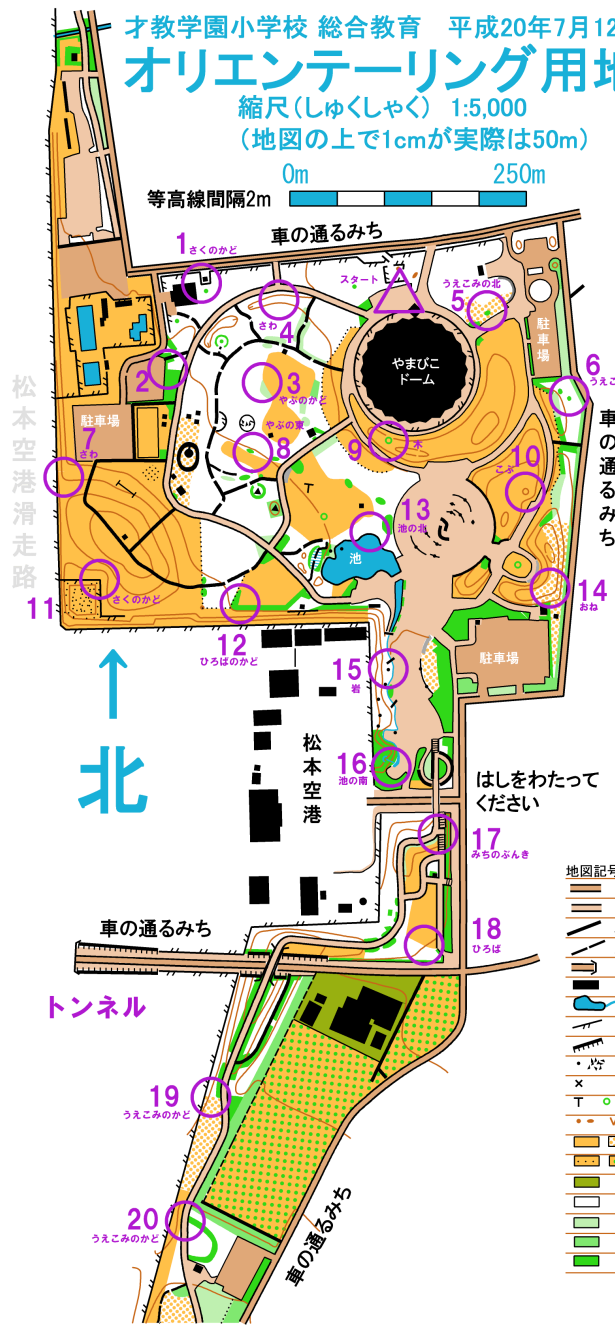 才教学園小学校 総合教育　平成20年7月12
オリエンテーリング用地
縮尺(しゅくしゃく) 1:5,000
(地図の上で1cmが実際は50m)
0m 250m
等高線間隔2m
車の通るみち
スタート
1 さくのかど
さわ
4
うえこみの北
5
やまびこドーム
駐車場
2
3
やぶのかど
6
うえこ
松本空港滑走路
駐車場
7
さわ
やぶの東
8
9 木
10
こぶ
車の通るみち
13
池の北
池
11 さくのかど
12
ひろばのかど
14
おね
15
岩
駐車場
北
松本空港
16
池の南
はしをわたって
ください
17
みちのぶんき
地図記号
18
ひろば
車の通るみち
トンネル
19
うえこみのかど
20
うえこみのかど
車の通るみち